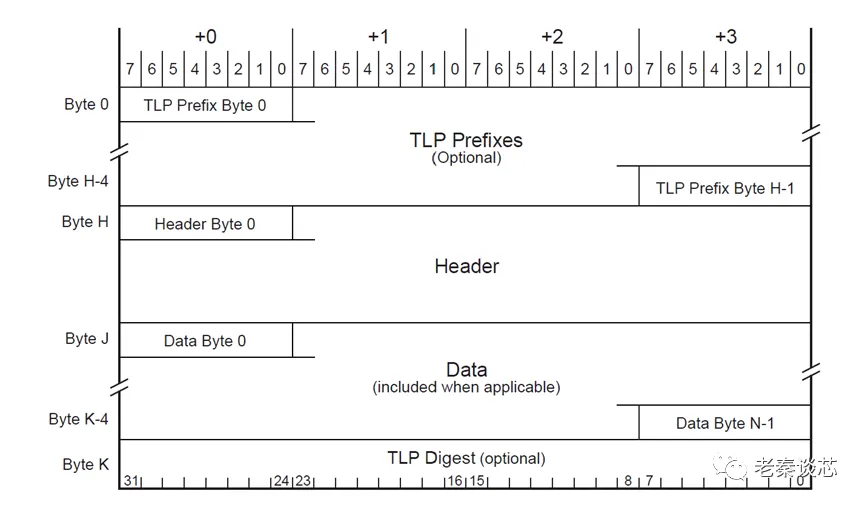 +0 +1 +2 +3
7 6 5 4 3 2 1 0 7 6 5 4 3 2 1 0 7 6 5 4 3 2 1 0 7 6 5 4 3 2 1 0
Byte 0 TLP Prefix Byte 0
TLP Prefixes
(Optional)
Byte H-4 TLP Prefix Byte H-1
Byte H Header Byte 0
Header
Byte J Data Byte 0
Data
(included when applicable)
Byte K-4 Data Byte N-1
TLP Digest (optional)
Byte K
31 24 23 16 15 8 7 0
老秦谈芯